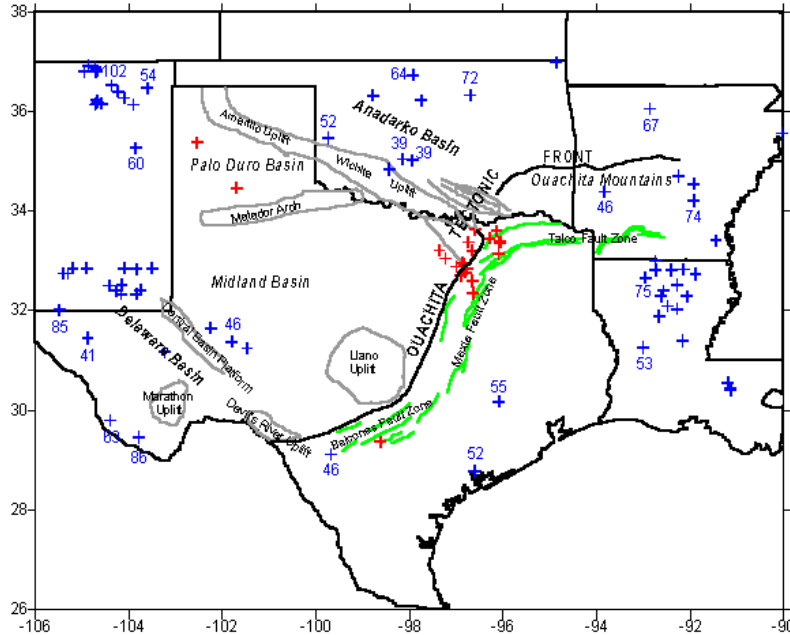 38
36
34
32
30
28
26
-106
-104
-102
-100
-98
-96
-94
-92
-90
102
54
64
72
67
52
39
39
60
46
74
Amarillo Uplift
Anadarko Basin
Palo Duro Basin
Wichita
Uplift
TECTONIC
FRONT
Ouachita Mountains
Matador Arch
Talco Fault Zone
Midland Basin
85
41
46
75
53
Delaware Basin
Central Basin Platform
OUACHITA
Mexia Fault Zone
Llano
Uplift
Marathon
Uplift
Devils River Uplift
Balcones Fault Zone
55
46
52
86